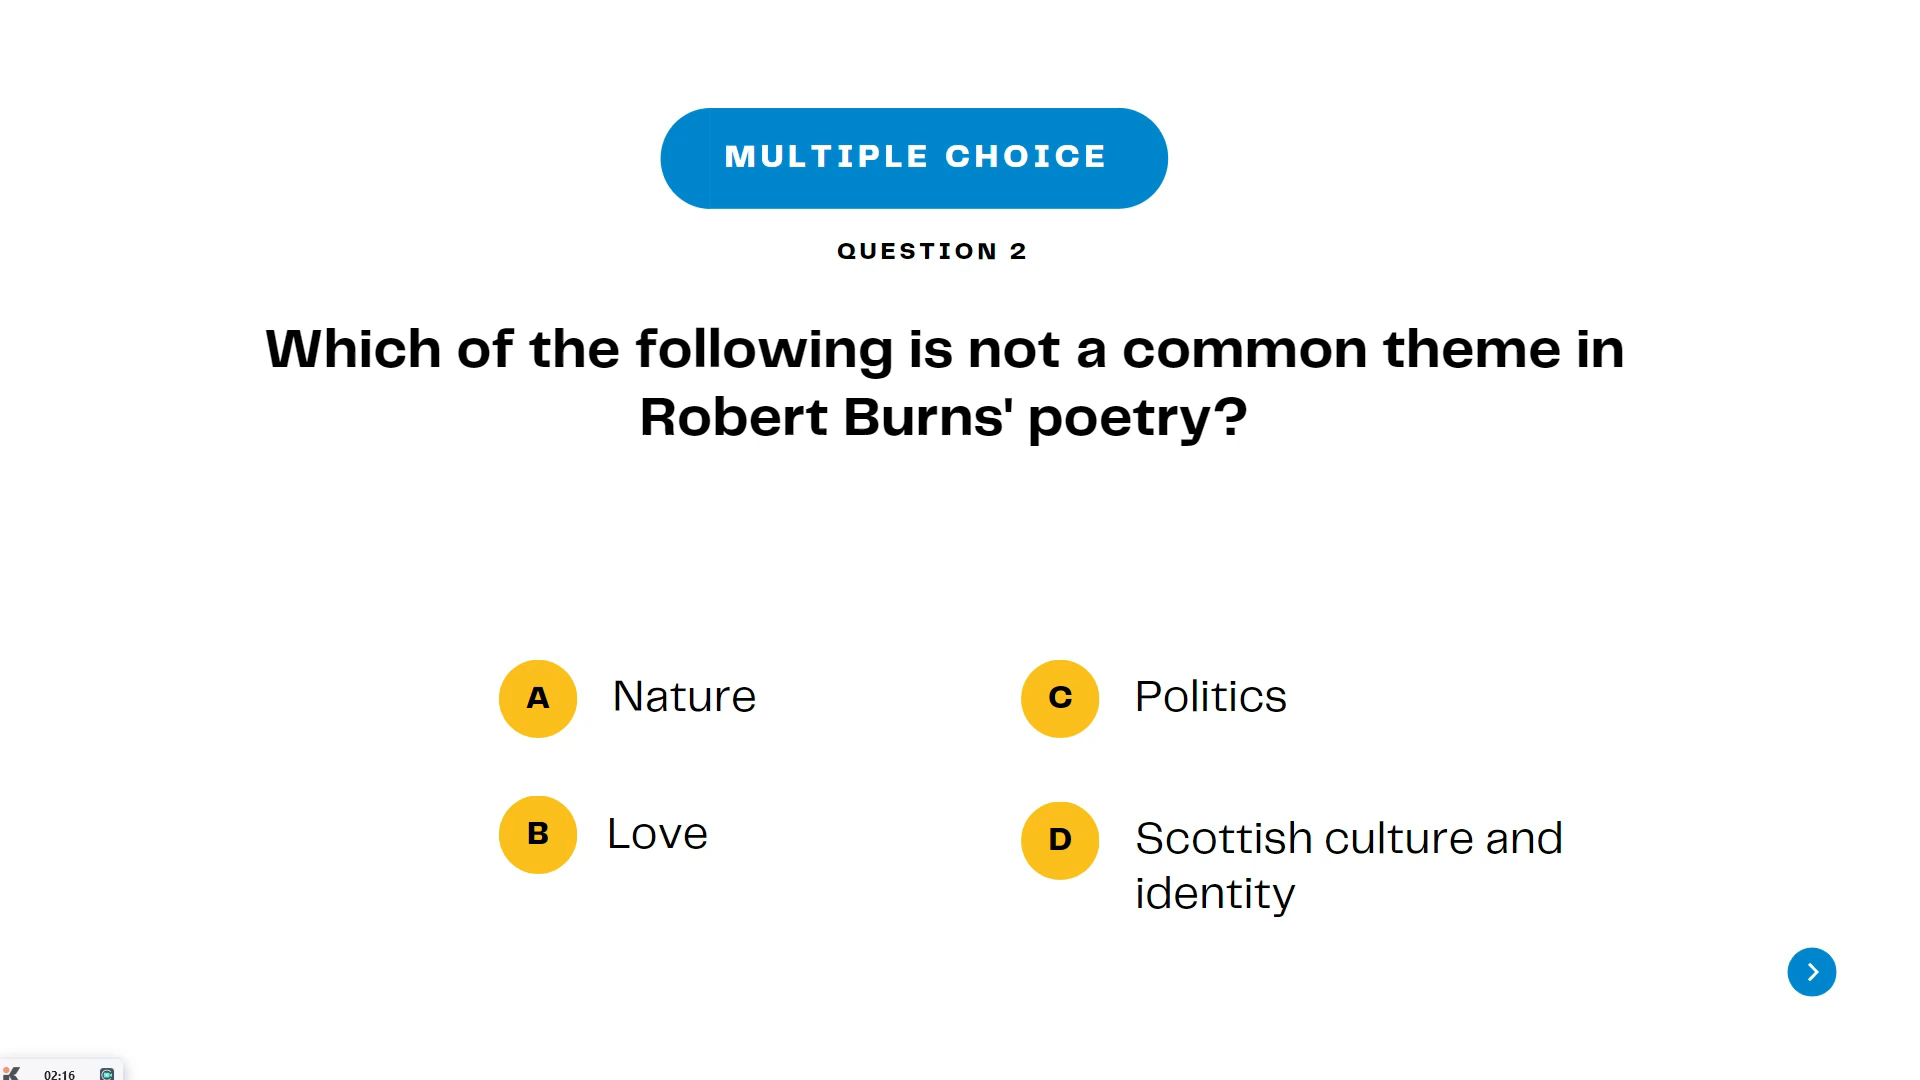 MULTIPLE CHOICE
QUESTION 2
Which of the following is not a common theme in
Robert Burns' poetry?
A Nature
B Love
C Politics
D Scottish culture and
identity
02:16